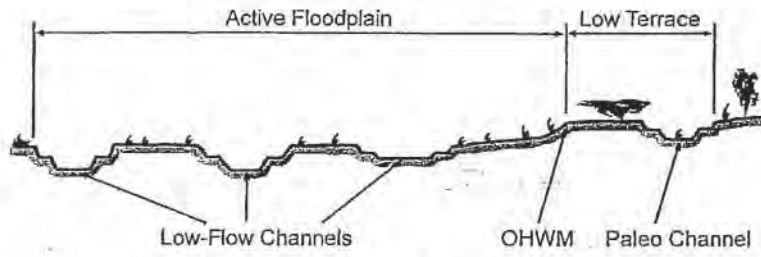 Active Floodplain
Low Terrace
Low-Flow Channels
OHWM
Paleo Channel